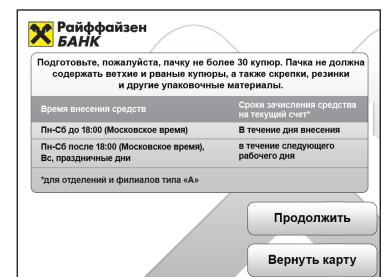 Райффайзен
БАНК
Подготовьте, пожалуйста, пачку не более 30 купюр. Пачка не должна
содержать ветхие и рваные купюры, а также скрепки, резинки
и другие упаковочные материалы.
Время внесения средств
Сроки зачисления средства
на текущий счет*
Пн-Сб до 18:00 (Московское время)
В течение дня внесения
Пн-Сб после 18:00 (Московское время),
Вс, праздничные дни
в течение следующего
рабочего дня
*для отделений и филиалов типа «А»
Продолжить
Вернуть карту